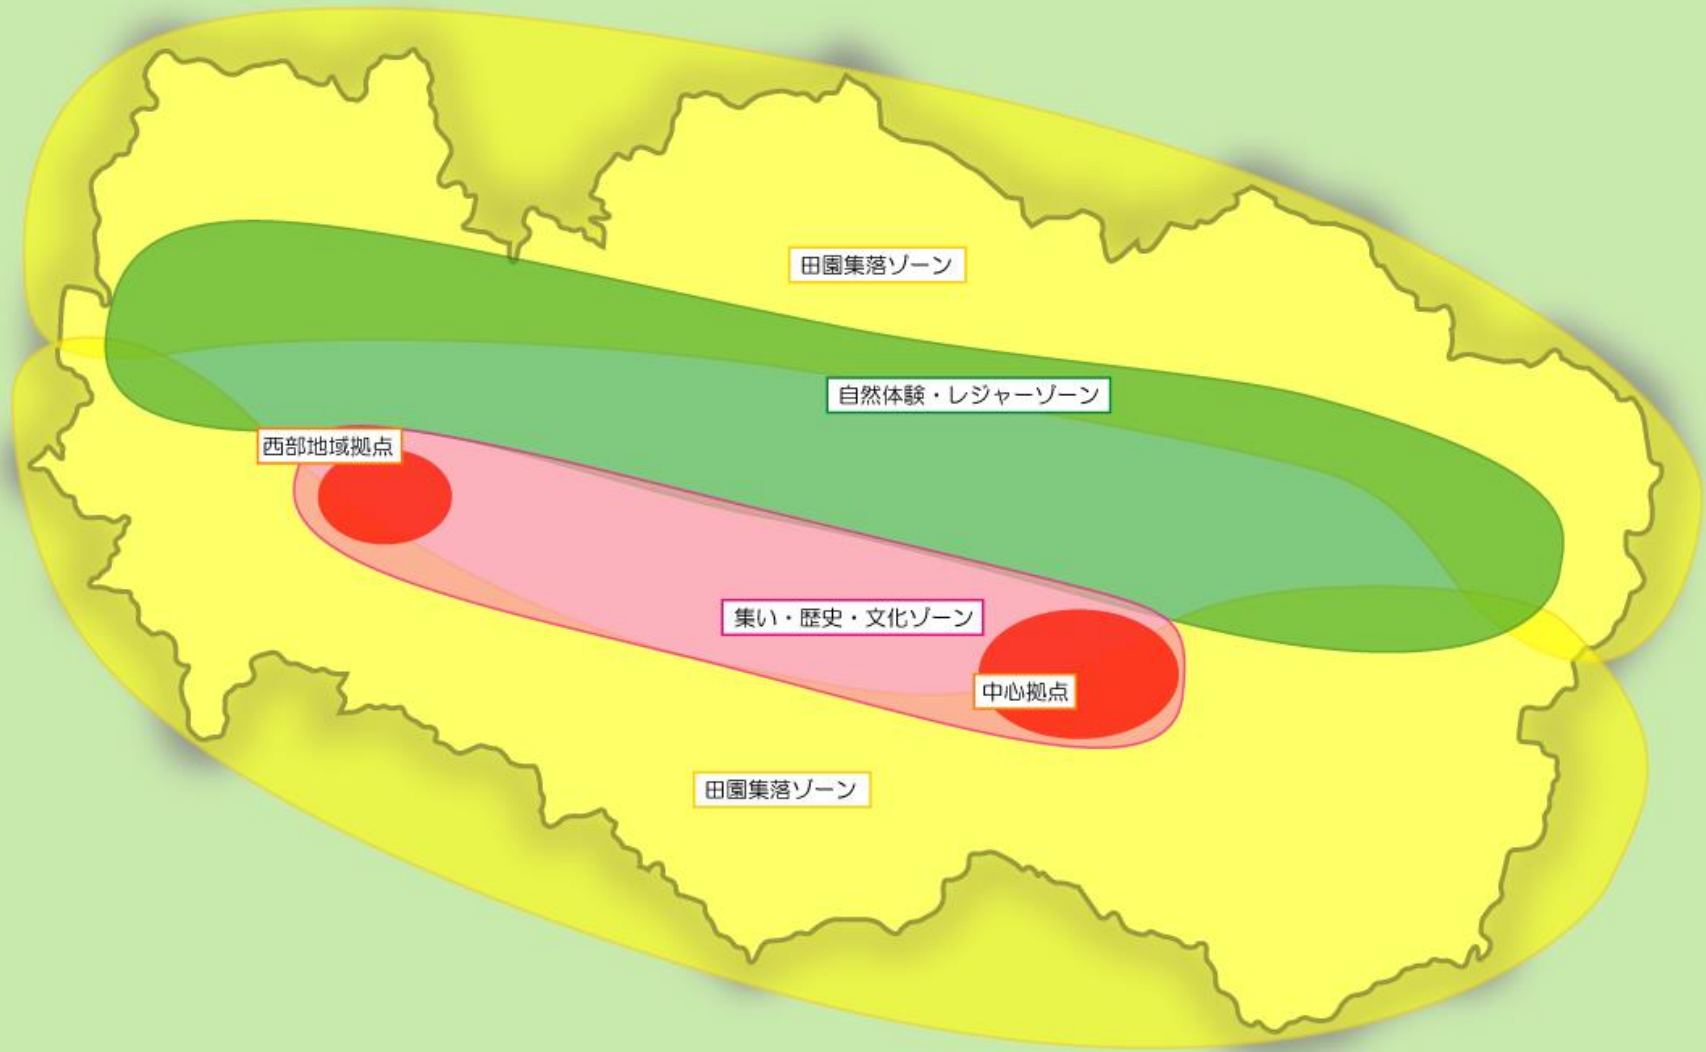 田園集落ゾーン
自然体験・レジャーゾーン
西部地域拠点
集い・歴史・文化ゾーン
中心拠点
田園集落ゾーン